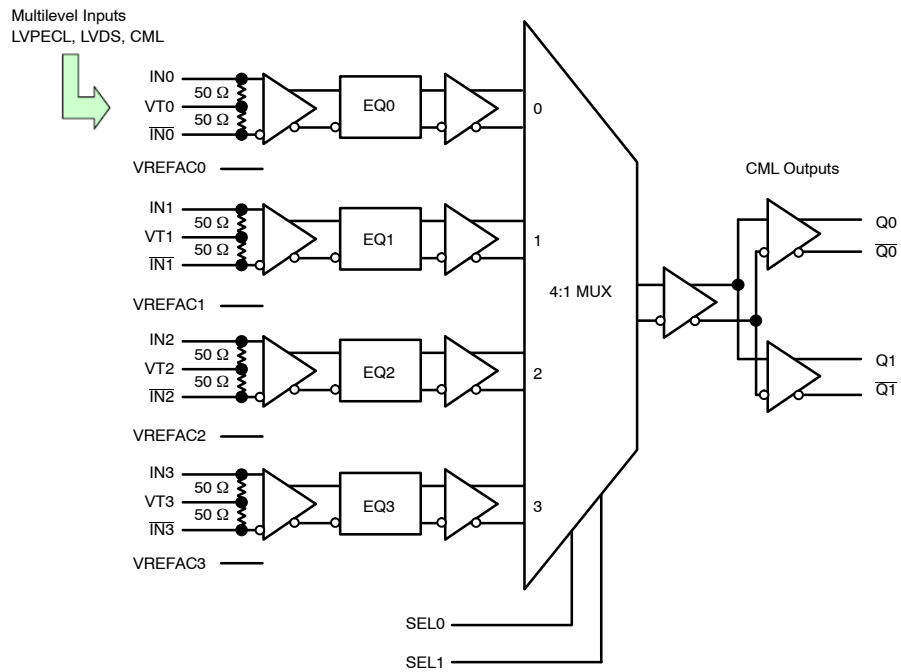 Multilevel Inputs
LVPECL, LVDS, CML
IN0
50 Ω
VT0
50 Ω
IN0
VREFAC0
EQ0
0
IN1
50 Ω
VT1
50 Ω
IN1
VREFAC1
EQ1
1
IN2
50 Ω
VT2
50 Ω
IN2
VREFAC2
EQ2
2
IN3
50 Ω
VT3
50 Ω
IN3
VREFAC3
EQ3
3
4:1 MUX
SEL0
SEL1
CML Outputs
Q0
Q0
Q1
Q1